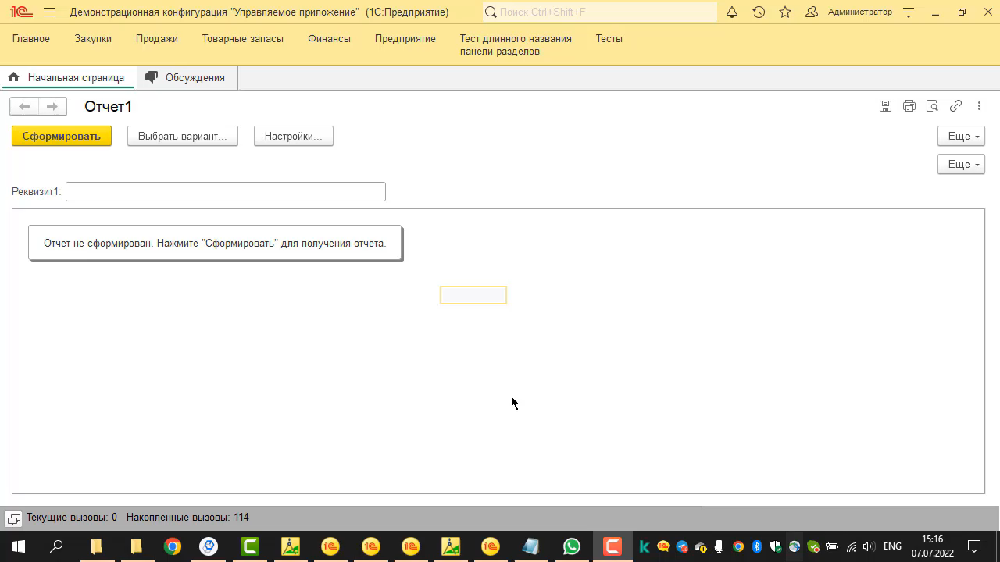 Демонстрационная конфигурация "Управляемое приложение" (1С:Предприятие)
Поиск Ctrl+Shift+F
Администратор
Главное
Закупки
Продажи
Товарные запасы
Финансы
Предприятие
Тест длинного названия
панели разделов
Тесты
Начальная страница
Обсуждения
Отчет1
Сформировать
Выбрать вариант...
Настройки...
Еще
Еще
Реквизит1:
Отчет не сформирован. Нажмите "Сформировать" для получения отчета.
Текущие вызовы: 0 Накопленные вызовы: 114
ENG
15:16
07.07.2022